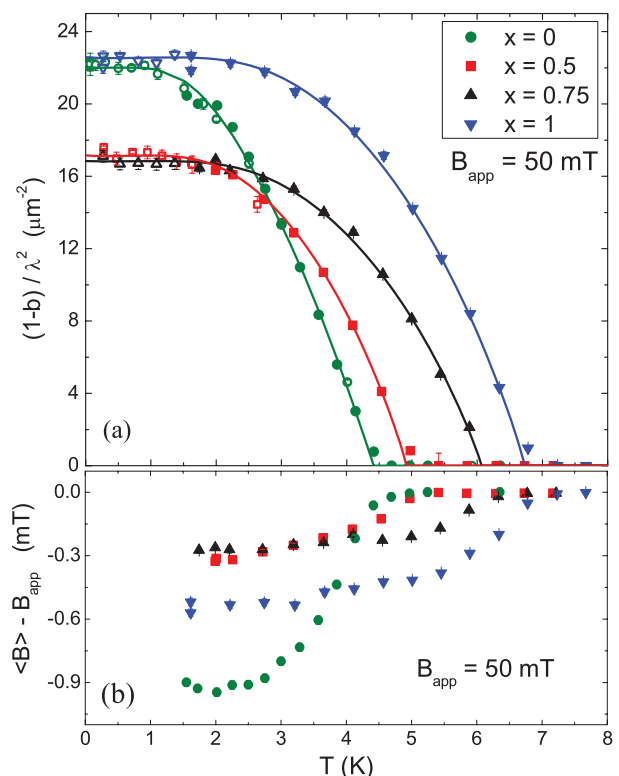 24
20
16
12
8
4
0
(1-b) / λ² (μm⁻²)
x = 0
x = 0.5
x = 0.75
x = 1
B_app = 50 mT
(a)
0.0
-0.3
-0.6
-0.9
<B> - B_app (mT)
(b)
B_app = 50 mT
0 1 2 3 4 5 6 7 8
T (K)